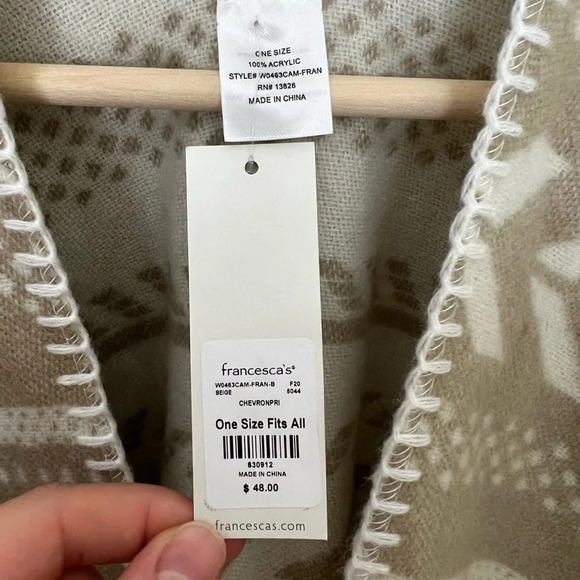 ONE SIZE
100% ACRYLIC
STYLE# W0463CAM-FRAN
RN# 13826
MADE IN CHINA
francesca's®
W0463CAM-FRAN-B F20
BEIGE 5044
CHEVRONPRI
One Size Fits All
830912
MADE IN CHINA
$ 48.00
francescas.com